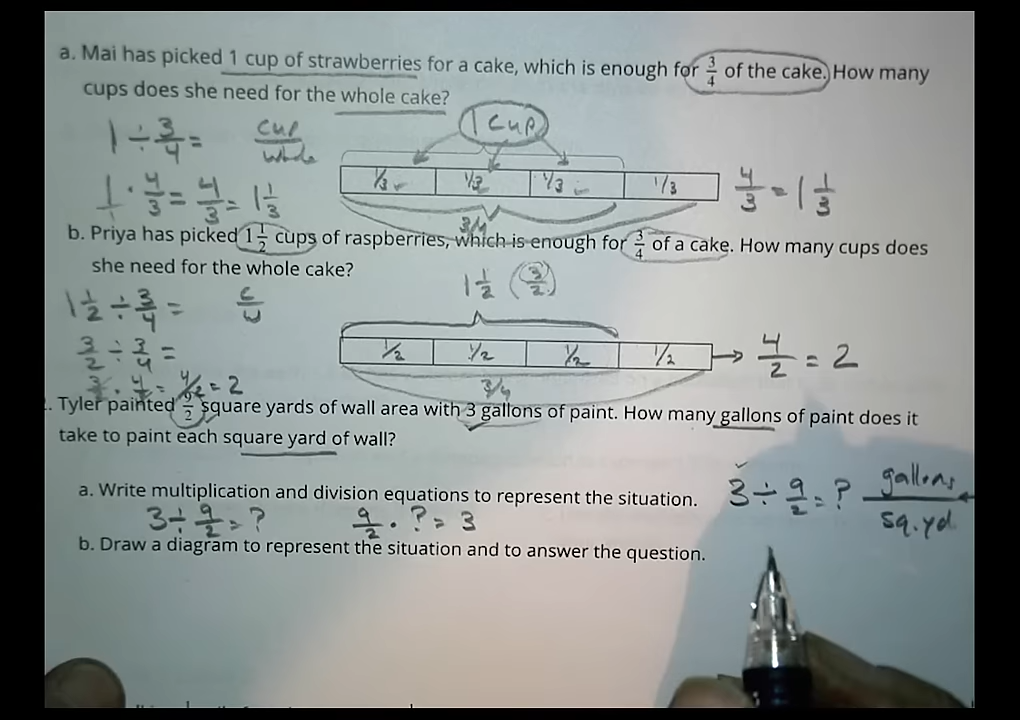 a. Mai has picked 1 cup of strawberries for a cake, which is enough for 3/4 of the cake. How many
cups does she need for the whole cake?
1 ÷ 3/4 = cup/whole
1 cup
1/3 1/3 1/3 1/3
3/4
4/3 = 1 1/3
1/1 · 4/3 = 4/3 = 1 1/3
b. Priya has picked 1 1/2 cups of raspberries, which is enough for 3/4 of a cake. How many cups does
she need for the whole cake?
1 1/2 (3/2)
1 1/2 ÷ 3/4 = c/w
1/2 1/2 1/2 1/2
4/2 = 2
3/4
3/2 ÷ 3/4 =
3/ · 4/ = 4/2 = 2
. Tyler painted 9/2 square yards of wall area with 3 gallons of paint. How many gallons of paint does it
take to paint each square yard of wall?
3 ÷ 9/2 = ? gallons/sq.yd
a. Write multiplication and division equations to represent the situation.
3 ÷ 9/2 = ? 9/2 · ? = 3
b. Draw a diagram to represent the situation and to answer the question.